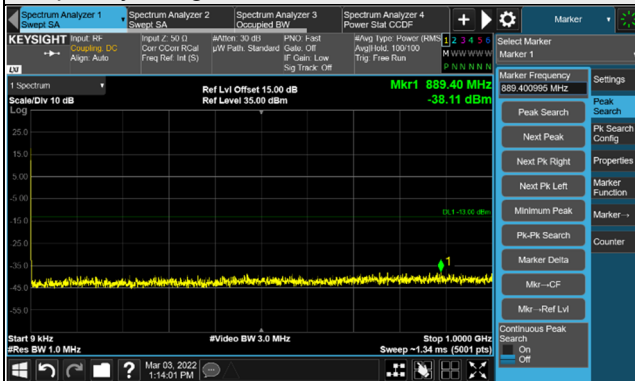 Spectrum Analyzer 1
Swept SA
Spectrum Analyzer 2
Swept SA
Spectrum Analyzer 3
Occupied BW
Spectrum Analyzer 4
Power Stat CCDF
Marker
KEYSIGHT
Input: RF
Coupling: DC
Align: Auto
Input Z: 50 Ω
Corr CCorr RCal
Freq Ref: Int (S)
#Atten: 30 dB
µW Path: Standard
PNO: Fast
Gate: Off
IF Gain: Low
Sig Track: Off
#Avg Type: Power (RMS
Avg|Hold: 100/100
Trig: Free Run
1 2 3 4 5 6
M W W W W W
P N N N N N
LXI
Select Marker
Marker 1
1 Spectrum
Scale/Div 10 dB
Log
Ref Lvl Offset 15.00 dB
Ref Level 35.00 dBm
Mkr1 889.40 MHz
-38.11 dBm
25.0
15.0
5.00
-5.00
-15.0
-25.0
-35.0
-45.0
-55.0
DL1 -13.00 dBm
1
Start 9 kHz
#Res BW 1.0 MHz
#Video BW 3.0 MHz
Stop 1.0000 GHz
Sweep ~1.34 ms (5001 pts)
Marker Frequency
889.400995 MHz
Peak Search
Next Peak
Next Pk Right
Next Pk Left
Minimum Peak
Pk-Pk Search
Marker Delta
Mkr→CF
Mkr→Ref Lvl
Continuous Peak
Search
On
Off
Settings
Peak
Search
Pk Search
Config
Properties
Marker
Function
Marker→
Counter
?
Mar 03, 2022
1:14:01 PM